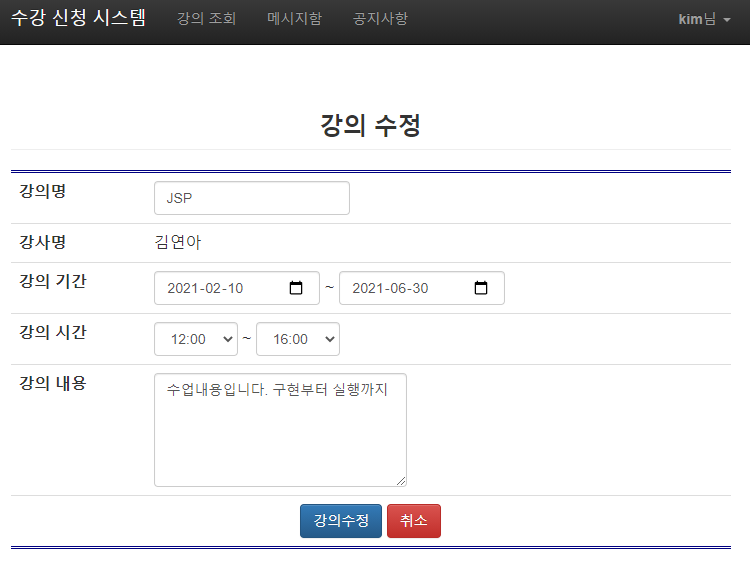 수강 신청 시스템 강의 조회 메시지함 공지사항 kim님
강의 수정
강의명 JSP
강사명 김연아
강의 기간 2021-02-10 ~ 2021-06-30
강의 시간 12:00 ~ 16:00
강의 내용 수업내용입니다. 구현부터 실행까지
강의수정 취소